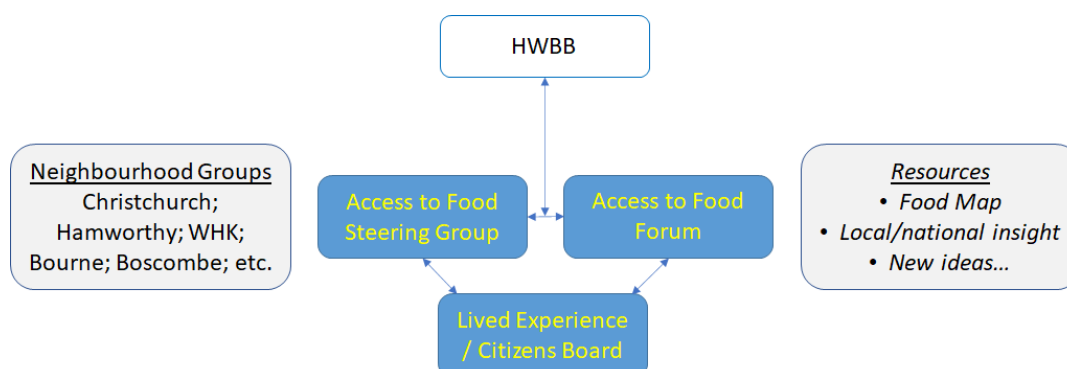 HWBB
Neighbourhood Groups
Christchurch;
Hamworthy; WHK;
Bourne; Boscombe; etc.
Access to Food
Steering Group
Access to Food
Forum
Resources
• Food Map
• Local/national insight
• New ideas…
Lived Experience
/ Citizens Board